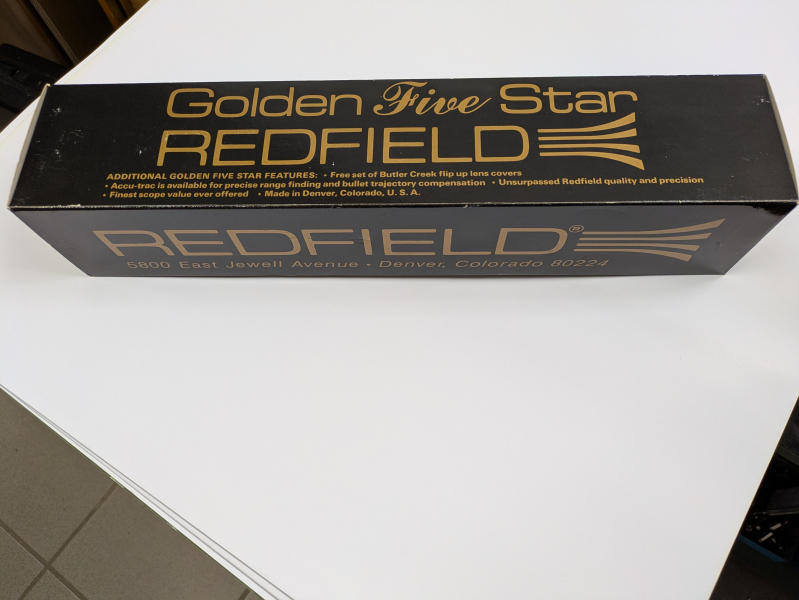 Golden Five Star
REDFIELD
ADDITIONAL GOLDEN FIVE STAR FEATURES: • Free set of Butler Creek flip up lens covers
• Accu-trac is available for precise range finding and bullet trajectory compensation • Unsurpassed Redfield quality and precision
• Finest scope value ever offered • Made in Denver, Colorado, U. S. A.
REDFIELD®
5800 East Jewell Avenue • Denver, Colorado 80224